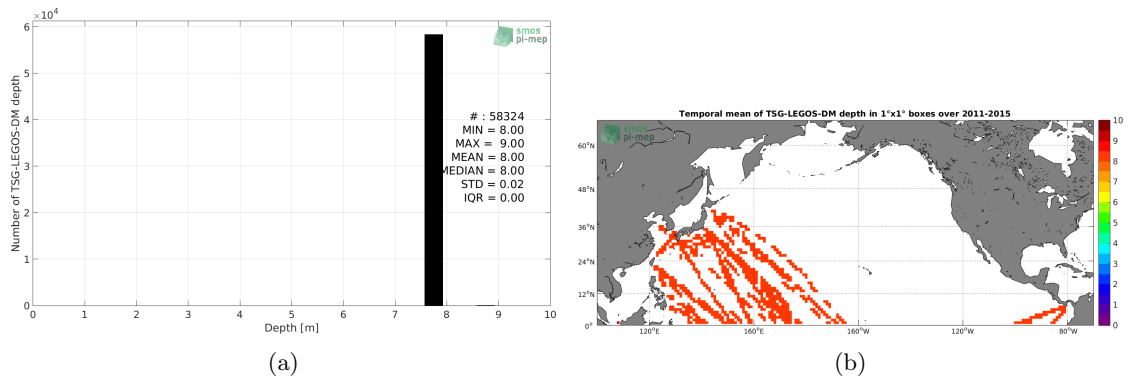 ×10⁴
6
5
4
3
2
1
0
Number of TSG-LEGOS-DM depth
smos
pi-mep
# : 58324
MIN = 8.00
MAX = 9.00
MEAN = 8.00
MEDIAN = 8.00
STD = 0.02
IQR = 0.00
0 1 2 3 4 5 6 7 8 9 10
Depth [m]
(a)
Temporal mean of TSG-LEGOS-DM depth in 1°x1° boxes over 2011-2015
smos
pi-mep
60°N
48°N
36°N
24°N
12°N
0°
120°E 160°E 160°W 120°W 80°W
10
9
8
7
6
5
4
3
2
1
0
(b)